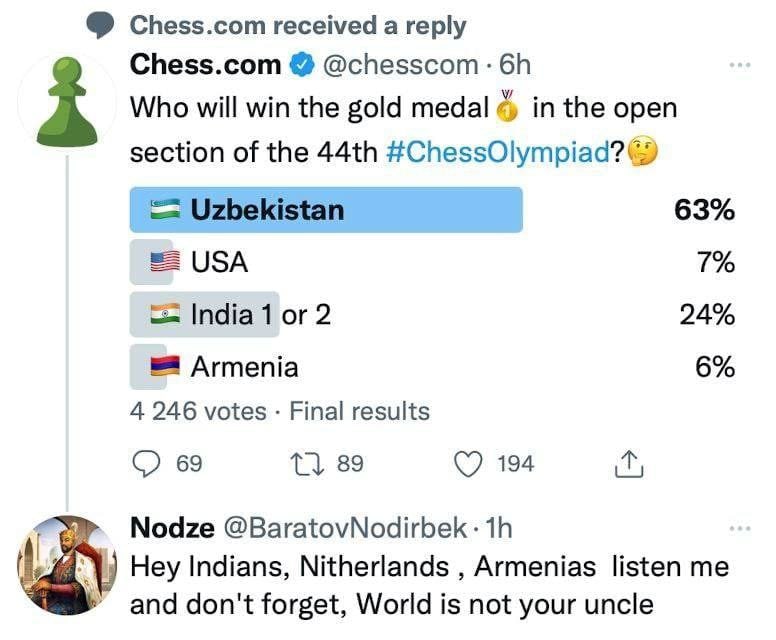 Chess.com received a reply
Chess.com @chesscom · 6h
Who will win the gold medal🏅 in the open
section of the 44th #ChessOlympiad?🤔
🇺🇿 Uzbekistan 63%
🇺🇸 USA 7%
🇮🇳 India 1 or 2 24%
🇦🇲 Armenia 6%
4 246 votes · Final results
69 89 194
Nodze @BaratovNodirbek · 1h
Hey Indians, Nitherlands , Armenias listen me
and don't forget, World is not your uncle